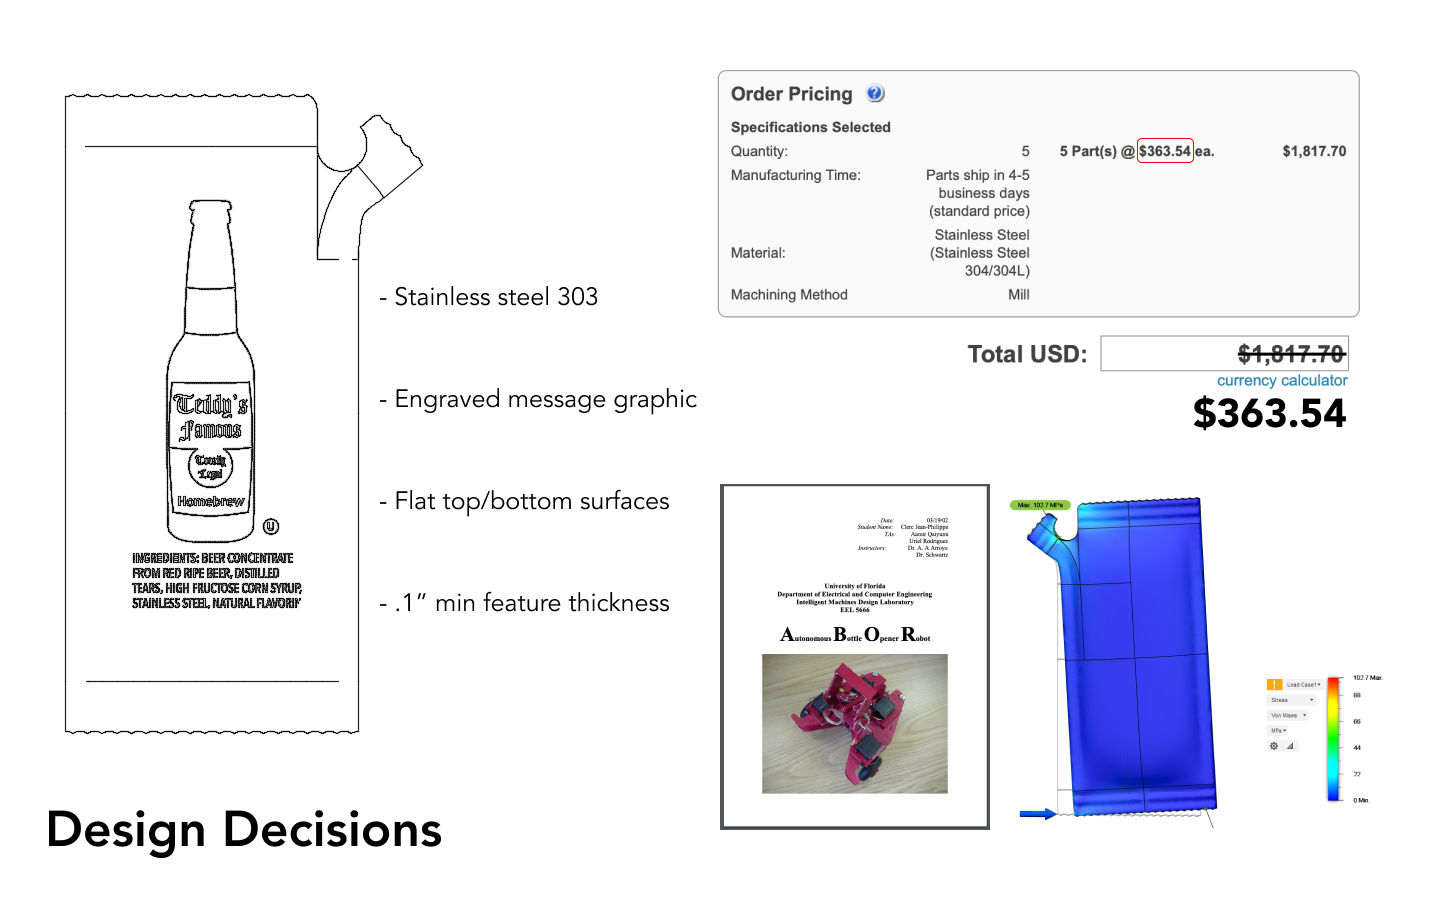 Teddy's
Famous
Totally
Legal
Homebrew
U
INGREDIENTS: BEER CONCENTRATE
FROM RED RIPE BEER, DISTILLED
TEARS, HIGH FRUCTOSE CORN SYRUP,
STAINLESS STEEL, NATURAL FLAVORIN'
- Stainless steel 303
- Engraved message graphic
- Flat top/bottom surfaces
- .1” min feature thickness
Order Pricing ?
Specifications Selected
Quantity: 5 5 Part(s) @ $363.54 ea. $1,817.70
Manufacturing Time: Parts ship in 4-5
business days
(standard price)
Stainless Steel
Material: (Stainless Steel
304/304L)
Machining Method Mill
Total USD: $1,817.70
currency calculator
$363.54
Date: 03/19/02
Student Name: Clerc Jean-Philippe
TAs: Aamir Qaiyumi
Uriel Rodriguez
Instructors: Dr. A. A Arroyo
Dr. Schwartz
University of Florida
Department of Electrical and Computer Engineering
Intelligent Machines Design Laboratory
EEL 5666
Autonomous Bottle Opener Robot
Max: 102.7 MPa
Load Case1
Stress
Von Mises
MPa
102.7 Max.
88
66
44
22
0 Min.
Design Decisions